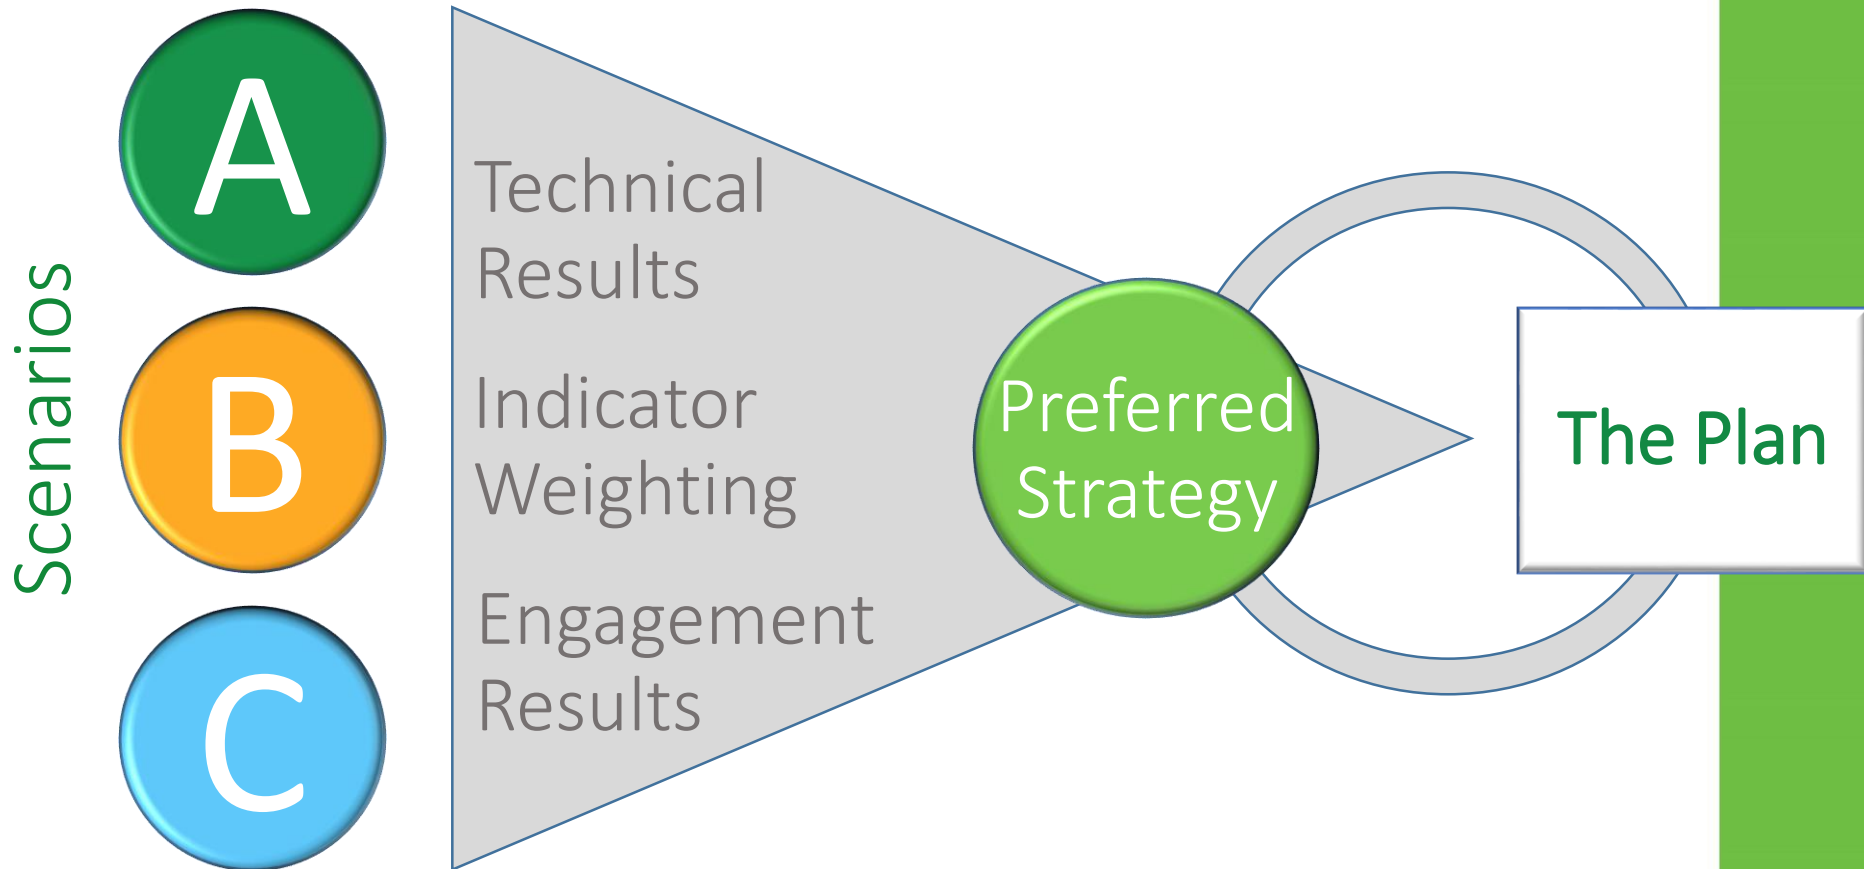 Scenarios
A
B
C
Technical
Results
Indicator
Weighting
Engagement
Results
Preferred
Strategy
The Plan